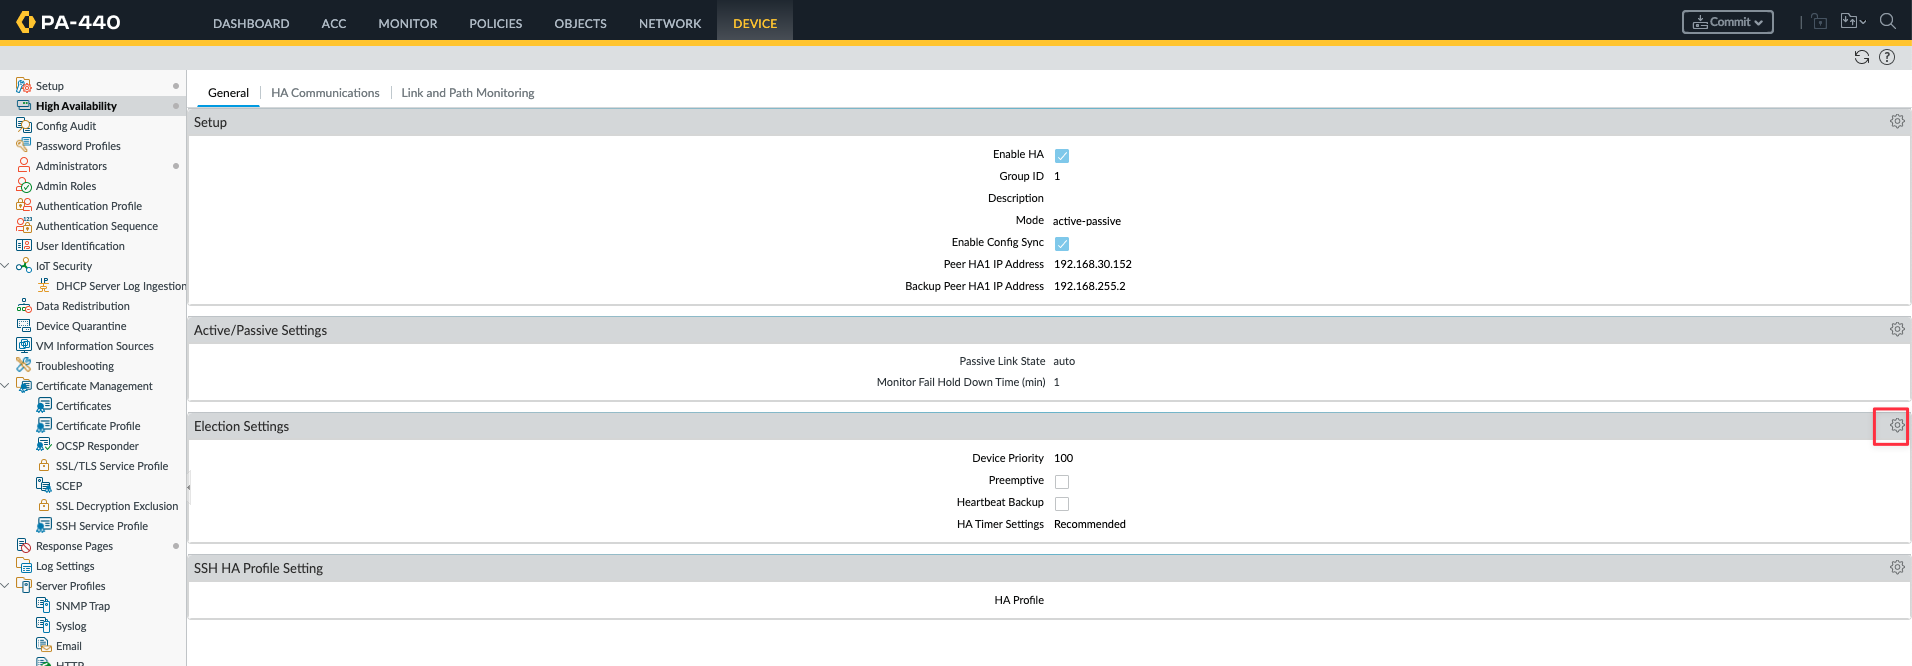 PA-440
DASHBOARD ACC MONITOR POLICIES OBJECTS NETWORK DEVICE
Commit
Setup
High Availability
Config Audit
Password Profiles
Administrators
Admin Roles
Authentication Profile
Authentication Sequence
User Identification
IoT Security
DHCP Server Log Ingestion
Data Redistribution
Device Quarantine
VM Information Sources
Troubleshooting
Certificate Management
Certificates
Certificate Profile
OCSP Responder
SSL/TLS Service Profile
SCEP
SSL Decryption Exclusion
SSH Service Profile
Response Pages
Log Settings
Server Profiles
SNMP Trap
Syslog
Email
HTTP
General HA Communications Link and Path Monitoring
Setup
Enable HA
Group ID 1
Description
Mode active-passive
Enable Config Sync
Peer HA1 IP Address 192.168.30.152
Backup Peer HA1 IP Address 192.168.255.2
Active/Passive Settings
Passive Link State auto
Monitor Fail Hold Down Time (min) 1
Election Settings
Device Priority 100
Preemptive
Heartbeat Backup
HA Timer Settings Recommended
SSH HA Profile Setting
HA Profile